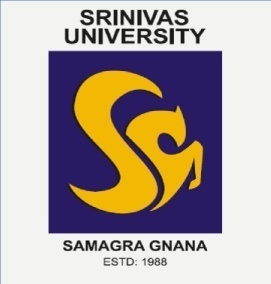 SRINIVAS
UNIVERSITY
SAMAGRA GNANA
ESTD: 1988